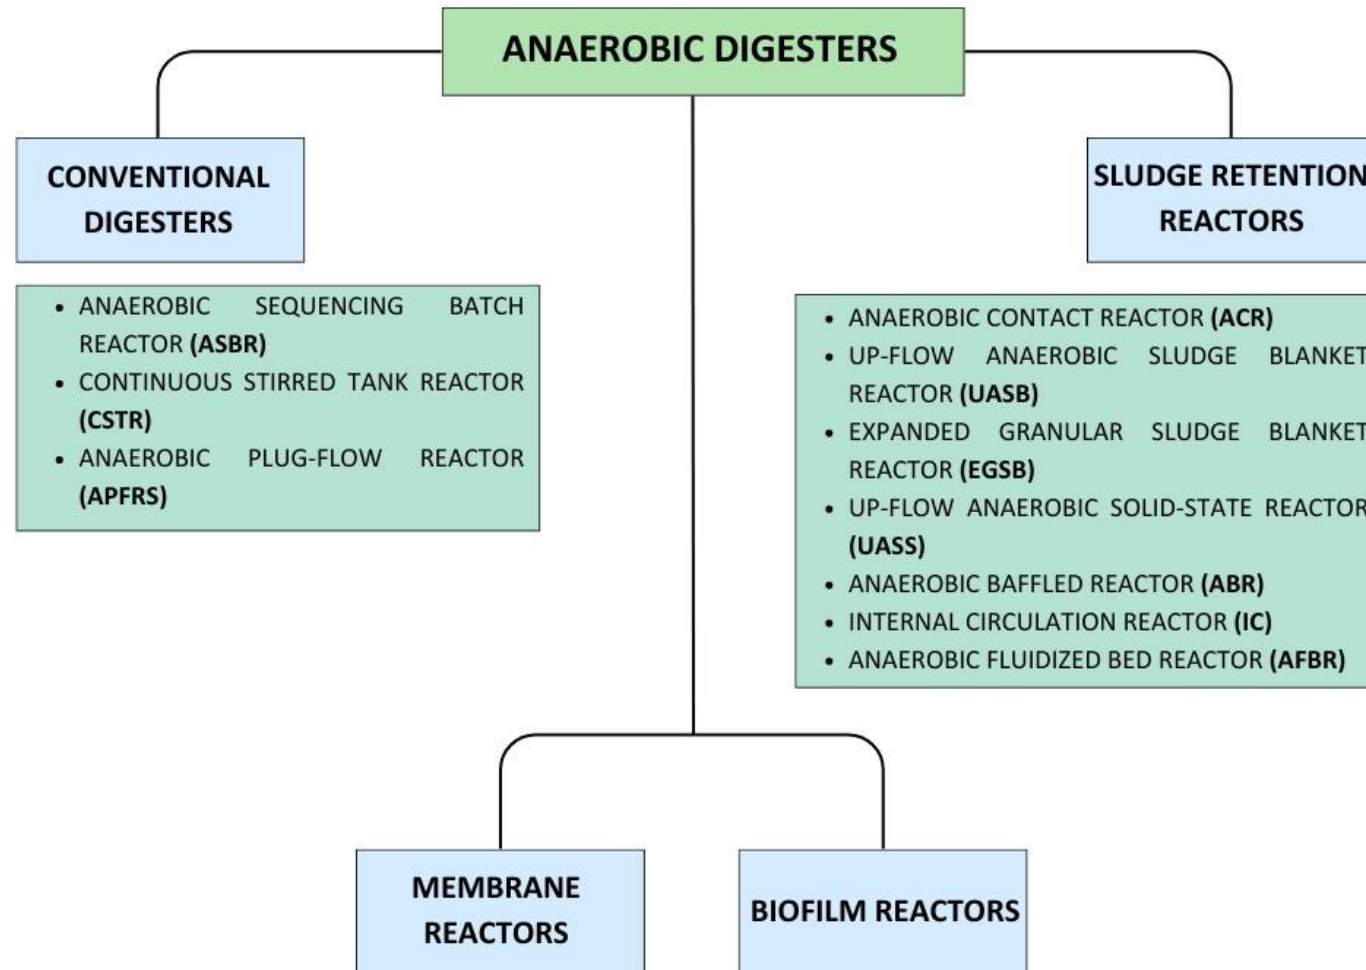 ANAEROBIC DIGESTERS
CONVENTIONAL
DIGESTERS
SLUDGE RETENTION
REACTORS
• ANAEROBIC SEQUENCING BATCH
REACTOR (ASBR)
• CONTINUOUS STIRRED TANK REACTOR
(CSTR)
• ANAEROBIC PLUG-FLOW REACTOR
(APFRS)
• ANAEROBIC CONTACT REACTOR (ACR)
• UP-FLOW ANAEROBIC SLUDGE BLANKET
REACTOR (UASB)
• EXPANDED GRANULAR SLUDGE BLANKET
REACTOR (EGSB)
• UP-FLOW ANAEROBIC SOLID-STATE REACTOR
(UASS)
• ANAEROBIC BAFFLED REACTOR (ABR)
• INTERNAL CIRCULATION REACTOR (IC)
• ANAEROBIC FLUIDIZED BED REACTOR (AFBR)
MEMBRANE
REACTORS
BIOFILM REACTORS